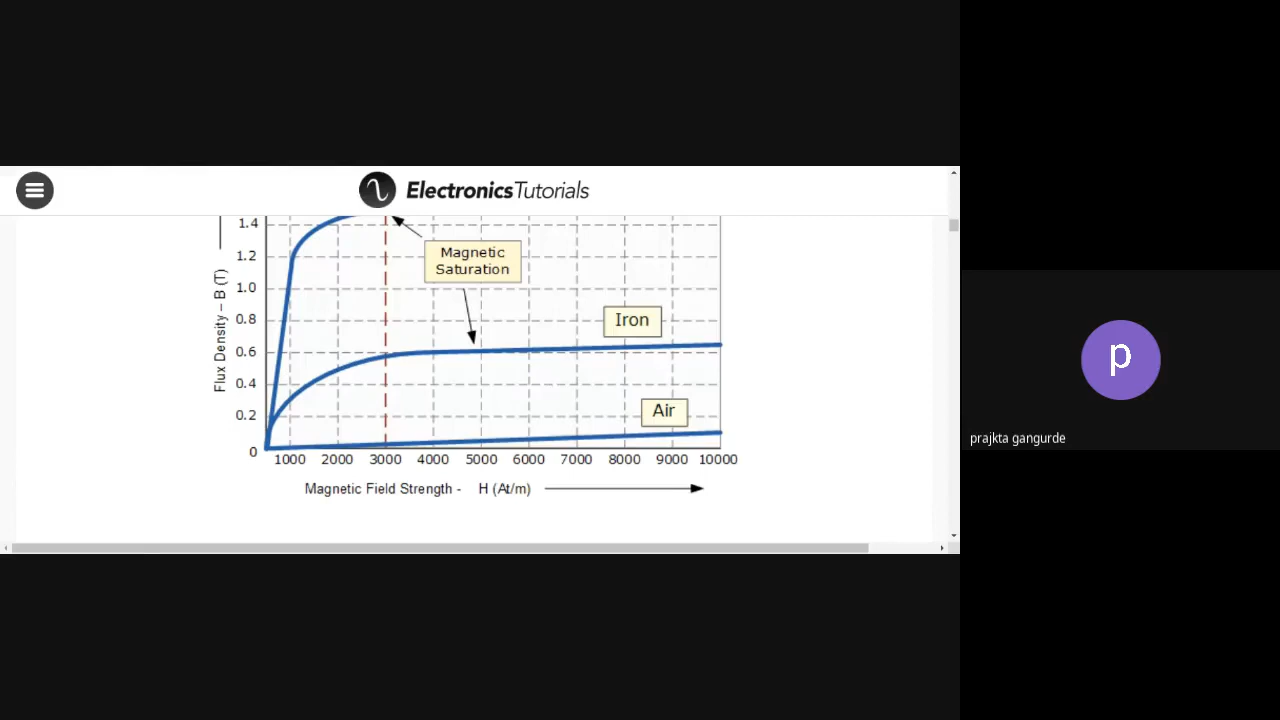 ElectronicsTutorials
1.4
1.2
1.0
0.8
0.6
0.4
0.2
0
Flux Density – B (T)
Magnetic
Saturation
Iron
Air
1000 2000 3000 4000 5000 6000 7000 8000 9000 10000
Magnetic Field Strength - H (At/m)
p
prajkta gangurde